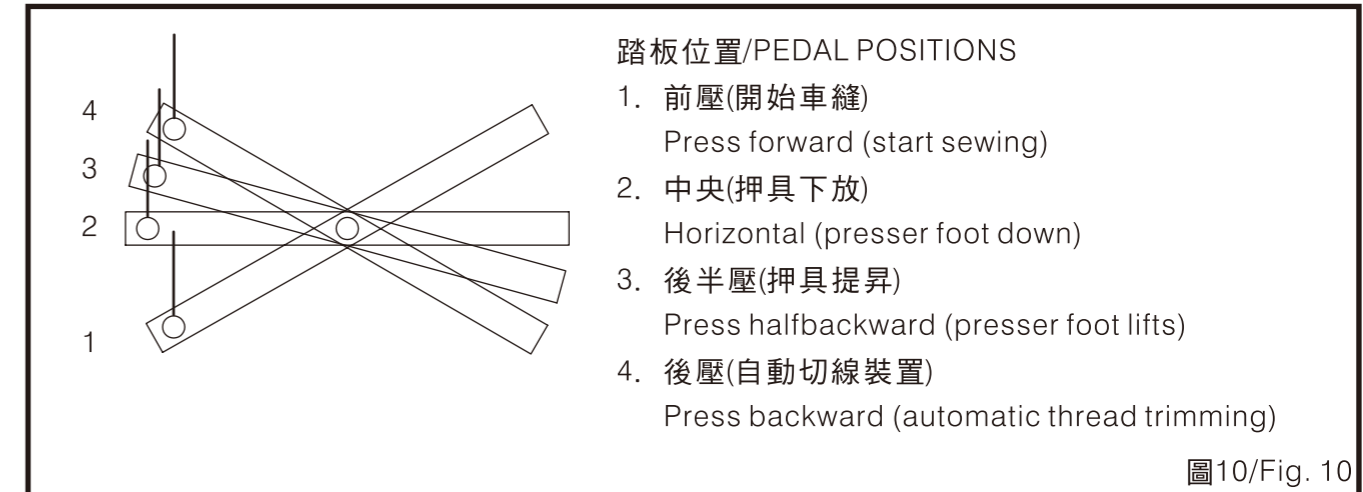 踏板位置/PEDAL POSITIONS
1. 前壓(開始車縫)
Press forward (start sewing)
2. 中央(押具下放)
Horizontal (presser foot down)
3. 後半壓(押具提昇)
Press halfbackward (presser foot lifts)
4. 後壓(自動切線裝置)
Press backward (automatic thread trimming)
4
3
2
1
圖10/Fig. 10